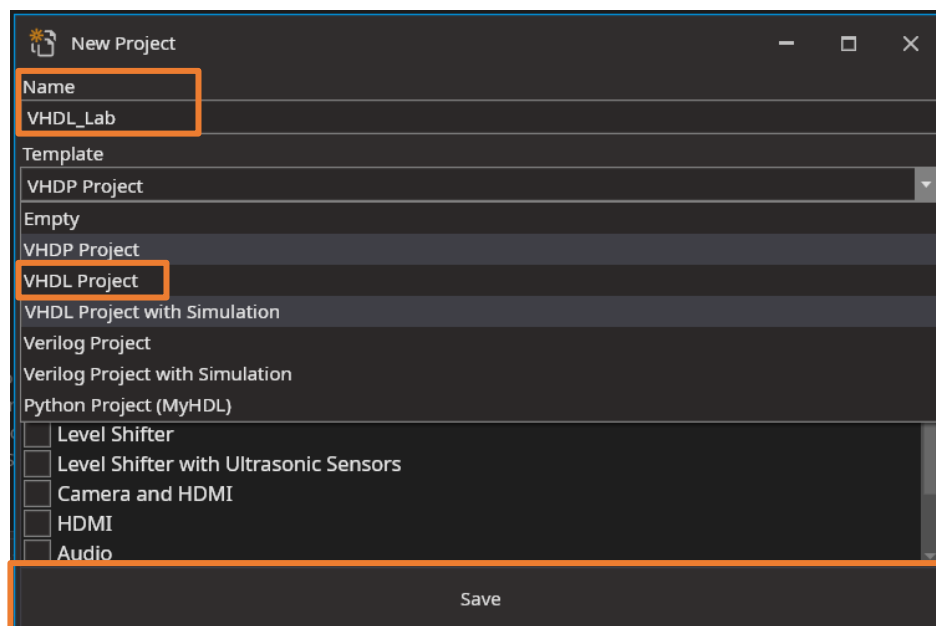 New Project
Name
VHDL_Lab
Template
VHDP Project
Empty
VHDP Project
VHDL Project
VHDL Project with Simulation
Verilog Project
Verilog Project with Simulation
Python Project (MyHDL)
Level Shifter
Level Shifter with Ultrasonic Sensors
Camera and HDMI
HDMI
Audio
Save